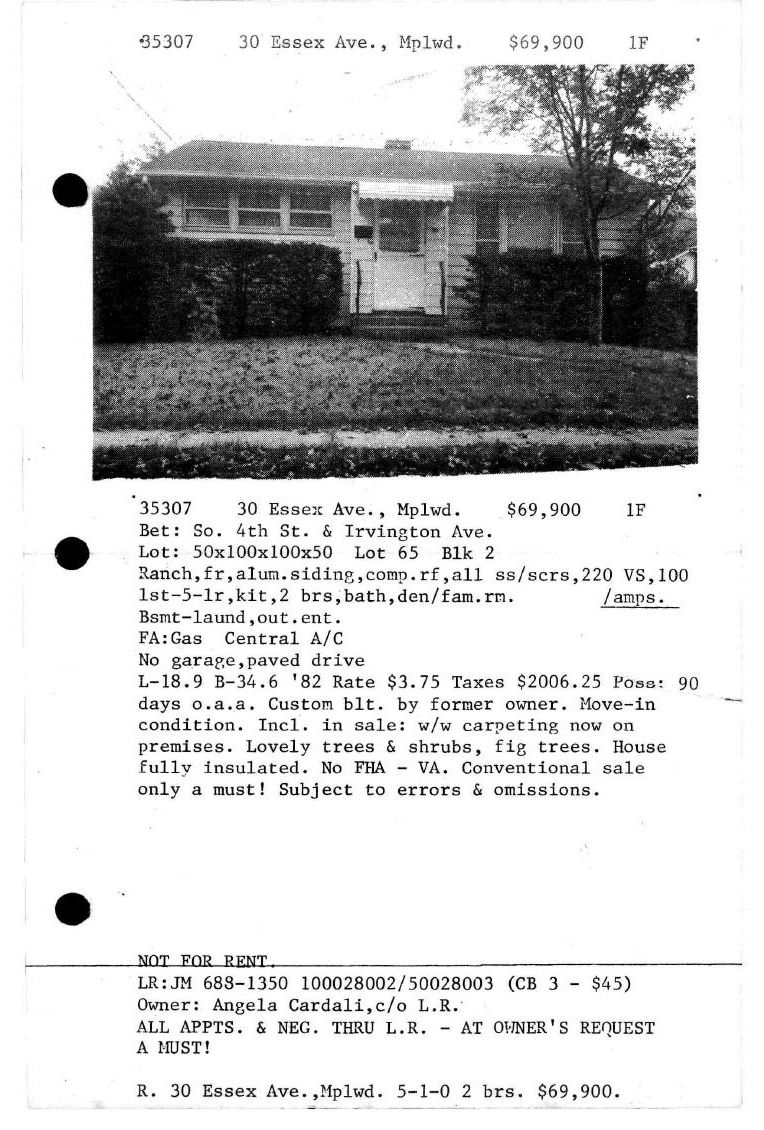 35307 30 Essex Ave., Mplwd. $69,900 1F
35307 30 Essex Ave., Mplwd. $69,900 1F
Bet: So. 4th St. & Irvington Ave.
Lot: 50x100x100x50 Lot 65 Blk 2
Ranch,fr,alum.siding,comp.rf,all ss/scrs,220 VS,100
1st-5-lr,kit,2 brs,bath,den/fam.rm. /amps.
Bsmt-laund,out.ent.
FA:Gas Central A/C
No garage,paved drive
L-18.9 B-34.6 '82 Rate $3.75 Taxes $2006.25 Poss: 90
days o.a.a. Custom blt. by former owner. Move-in
condition. Incl. in sale: w/w carpeting now on
premises. Lovely trees & shrubs, fig trees. House
fully insulated. No FHA - VA. Conventional sale
only a must! Subject to errors & omissions.
NOT FOR RENT.
LR:JM 688-1350 100028002/50028003 (CB 3 - $45)
Owner: Angela Cardali,c/o L.R.
ALL APPTS. & NEG. THRU L.R. - AT OWNER'S REQUEST
A MUST!
R. 30 Essex Ave.,Mplwd. 5-1-0 2 brs. $69,900.